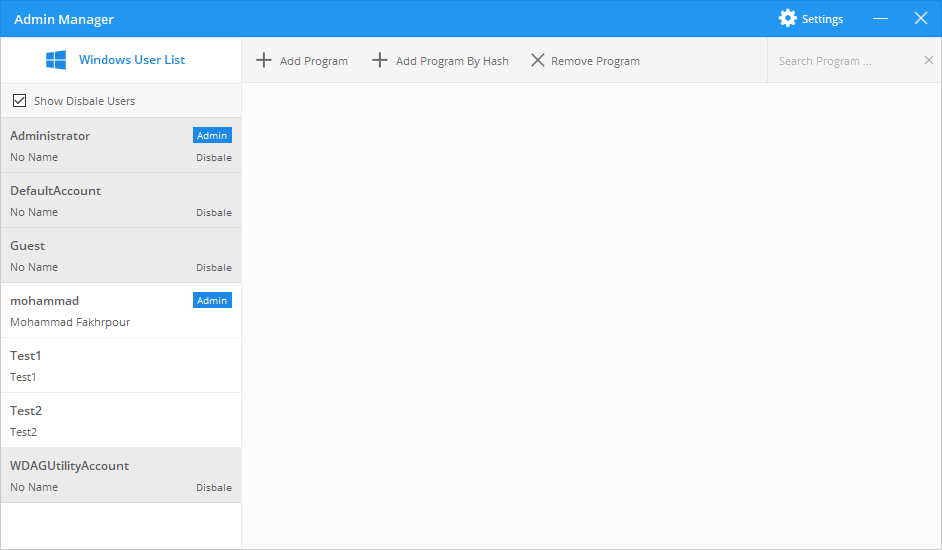 Admin Manager
Settings
Windows User List
Add Program
Add Program By Hash
Remove Program
Search Program ...
Show Disbale Users
Administrator
Admin
No Name
Disbale
DefaultAccount
No Name
Disbale
Guest
No Name
Disbale
mohammad
Admin
Mohammad Fakhrpour
Test1
Test1
Test2
Test2
WDAGUtilityAccount
No Name
Disbale